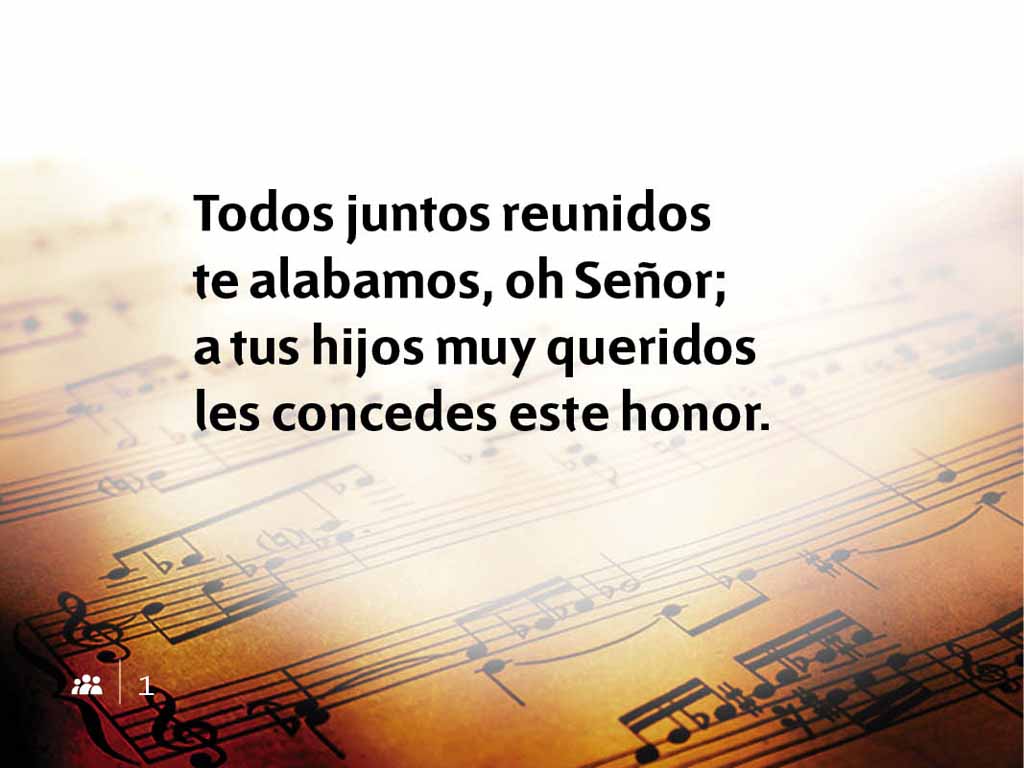 Todos juntos reunidos
te alabamos, oh Señor;
a tus hijos muy queridos
les concedes este honor.
1